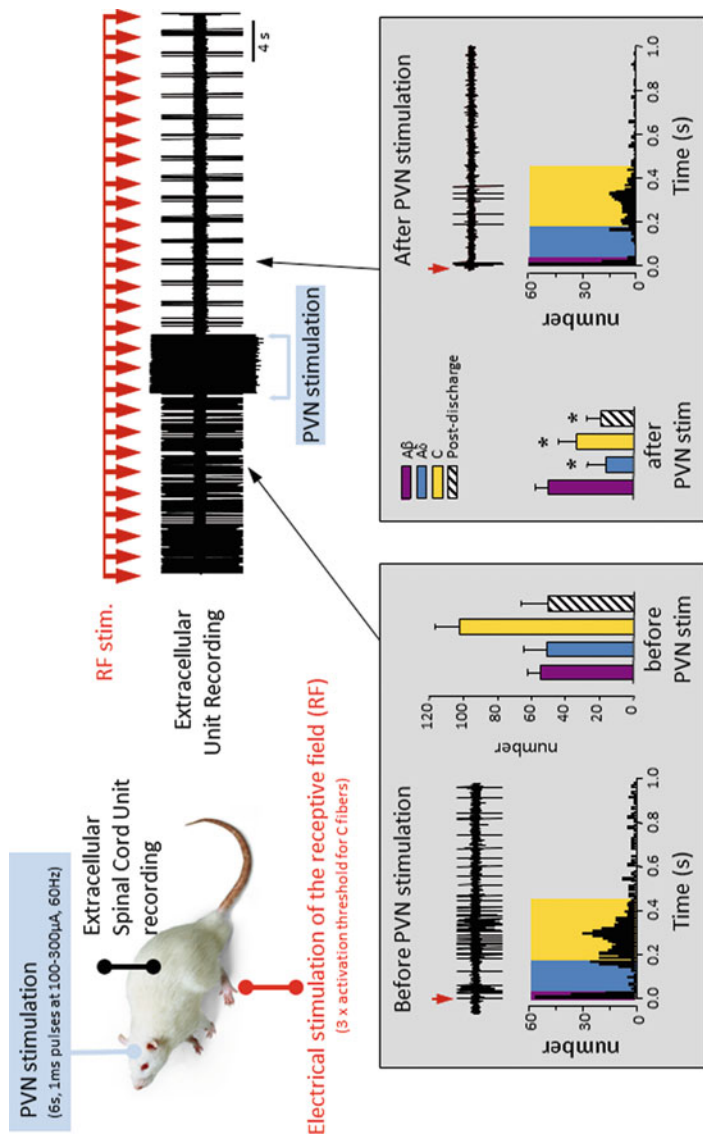 PVN stimulation
(6s, 1ms pulses at 100-300µA, 60Hz)
Extracellular
Spinal Cord Unit
recording
Electrical stimulation of the receptive field (RF)
(3 x activation threshold for C fibers)
RF stim.
Extracellular
Unit Recording
4 s
PVN stimulation
Before PVN stimulation
number
60
30
0
0.0 0.2 0.4 0.6 0.8 1.0
Time (s)
number
120
100
80
60
40
20
0
before
PVN stim
Aβ
Aδ
C
Post-discharge
* * *
after
PVN stim
After PVN stimulation
number
60
30
0
0.0 0.2 0.4 0.6 0.8 1.0
Time (s)